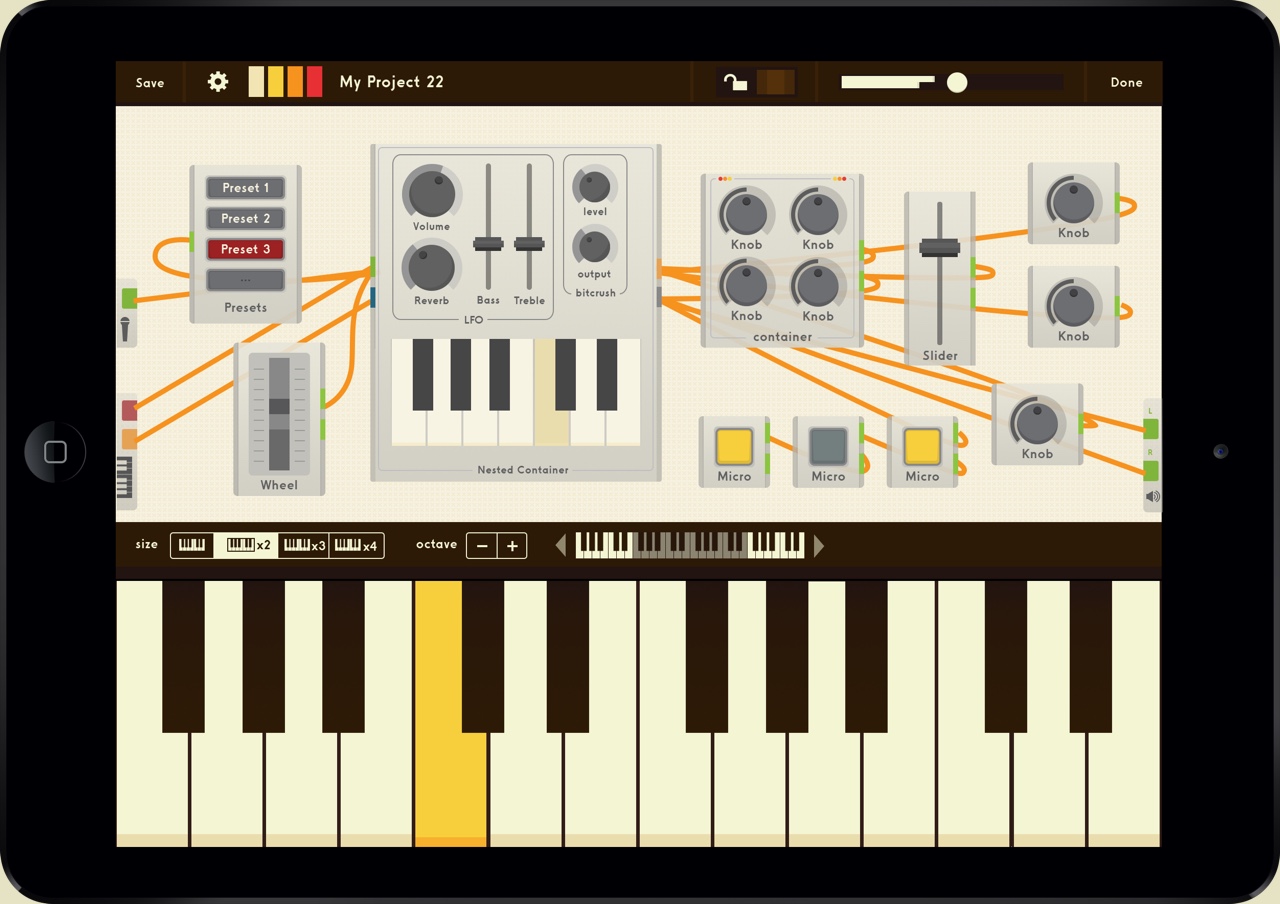 Save
My Project 22
Done
Preset 1
Preset 2
Preset 3
...
Presets
Volume
Reverb
Bass
Treble
LFO
level
output
bitcrush
Nested Container
Wheel
Knob
Knob
Knob
Knob
container
Slider
Knob
Knob
Knob
Micro
Micro
Micro
L
R
size
x2
x3
x4
octave
− +